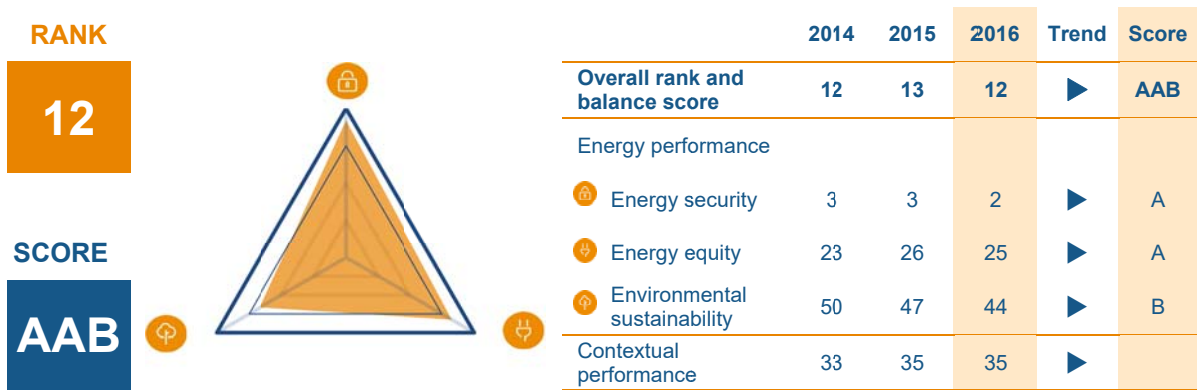 RANK
12
SCORE
AAB
2014 2015 2016 Trend Score
Overall rank and
balance score 12 13 12 AAB
Energy performance
Energy security 3 3 2 A
Energy equity 23 26 25 A
Environmental
sustainability 50 47 44 B
Contextual
performance 33 35 35